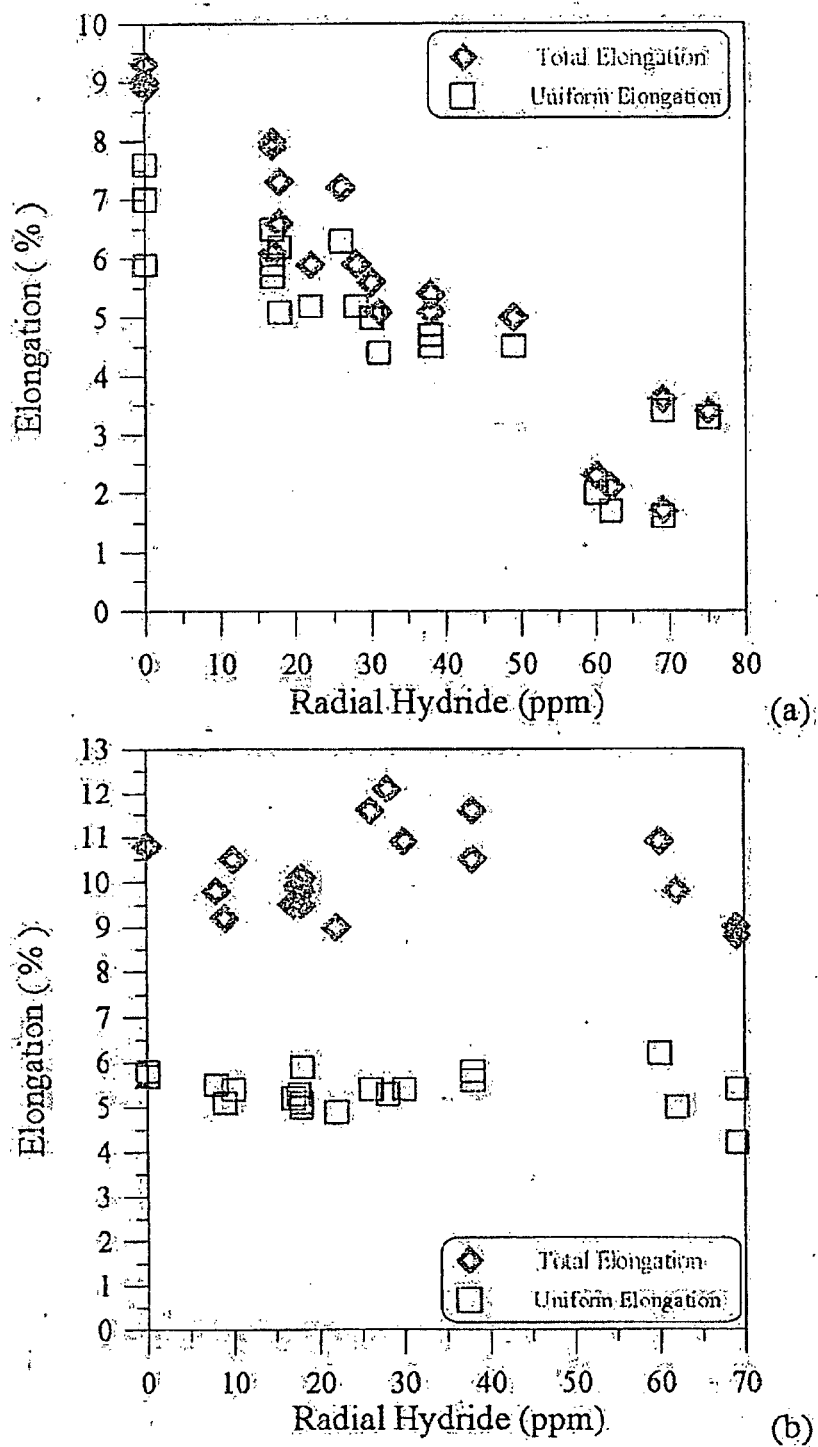 10
9
8
7
6
5
4
3
2
1
0
Elongation ( % )
Total Elongation
Uniform Elongation
0 10 20 30 40 50 60 70 80
Radial Hydride (ppm)
(a)
13
12
11
10
9
8
7
6
5
4
3
2
1
0
Elongation ( % )
Total Elongation
Uniform Elongation
0 10 20 30 40 50 60 70
Radial Hydride (ppm)
(b)